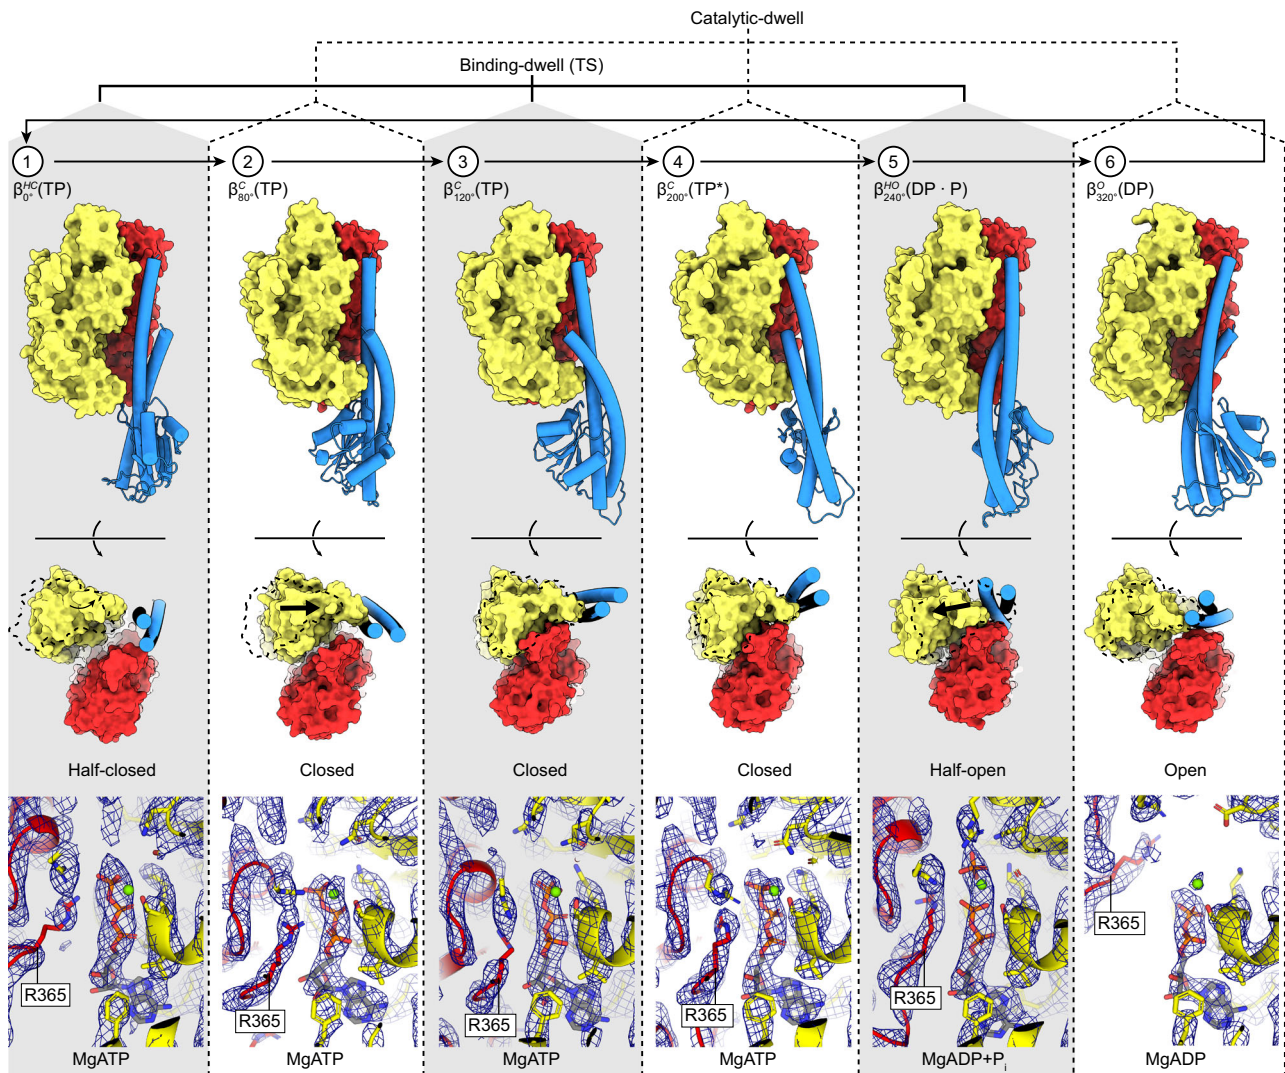 Catalytic-dwell
Binding-dwell (TS)
1 2 3 4 5 6
β0°HC(TP) β80°C(TP) β120°C(TP) β200°C(TP*) β240°HO(DP · P) β320°O(DP)
Half-closed Closed Closed Closed Half-open Open
R365 R365 R365 R365 R365 R365
MgATP MgATP MgATP MgATP MgADP+Pi MgADP